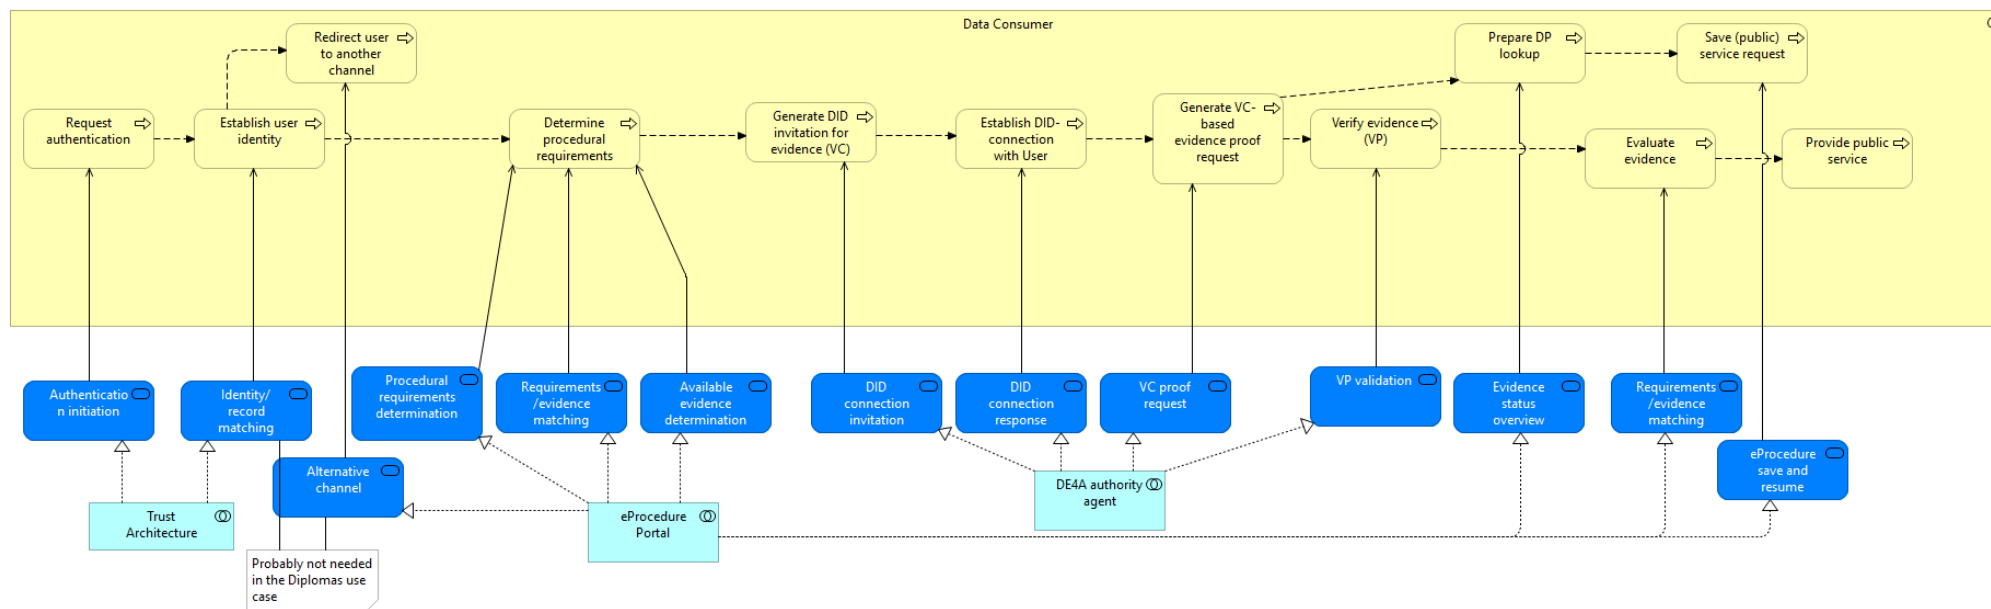 Data Consumer
Redirect user
to another
channel
Prepare DP
lookup
Save (public)
service request
Request
authentication
Establish user
identity
Determine
procedural
requirements
Generate DID
invitation for
evidence (VC)
Establish DID-
connection
with User
Generate VC-
based
evidence proof
request
Verify evidence
(VP)
Evaluate
evidence
Provide public
service
Authenticatio
n initiation
Identity/
record
matching
Procedural
requirements
determination
Requirements
/evidence
matching
Available
evidence
determination
DID
connection
invitation
DID
connection
response
VC proof
request
VP validation
Evidence
status
overview
Requirements
/evidence
matching
Alternative
channel
eProcedure
save and
resume
Trust
Architecture
eProcedure
Portal
DE4A authority
agent
Probably not needed
in the Diplomas use
case